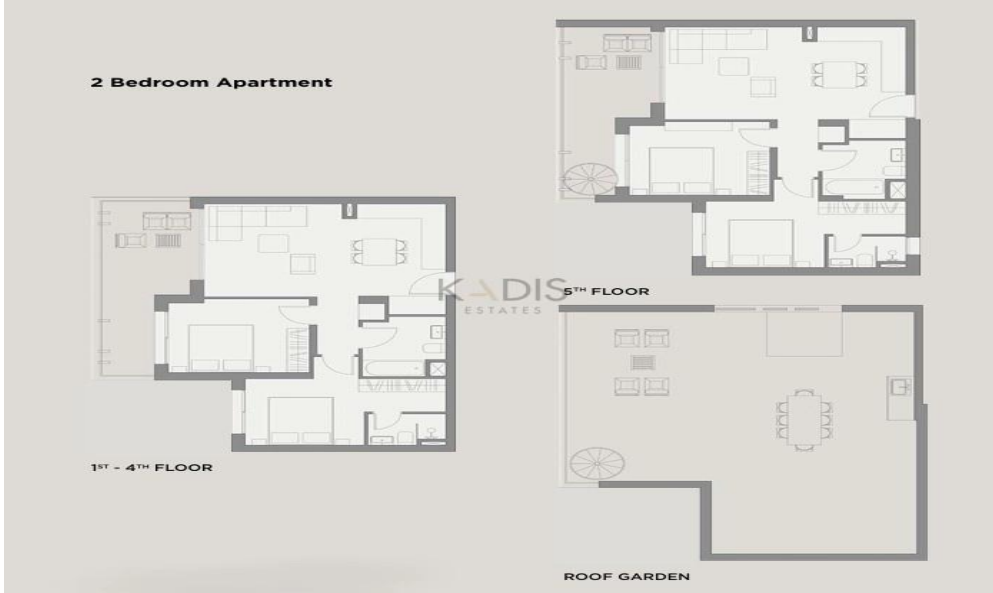 2 Bedroom Apartment
KADIS
ESTATES
5TH FLOOR
1ST - 4TH FLOOR
ROOF GARDEN